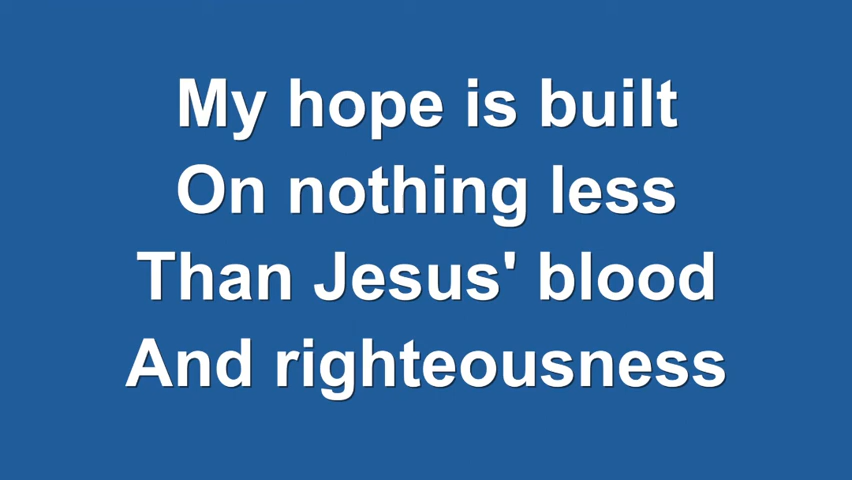 My hope is built
On nothing less
Than Jesus' blood
And righteousness